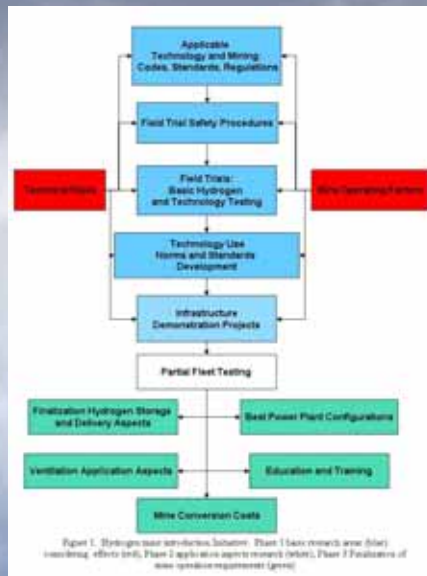 Applicable
Technology and Mining:
Codes, Standards, Regulations
Field Trial Safety Procedures
Field Trials:
Basic Hydrogen
and Technology Testing
Mine Operating Factors
Technology Use
Norms and Standards
Development
Infrastructure
Demonstration Projects
Partial Fleet Testing
Finalization Hydrogen Storage
and Delivery Aspects
Best Power Plant Configurations
Ventilation Application Aspects
Education and Training
Mine Conversion Costs
Figure 1. Hydrogen mine introduction Initiative. Phase 1 basic research areas (blue)
considering effects (red), Phase 2 application aspects research (white), Phase 3 Finalization of
mine operation requirements (green)